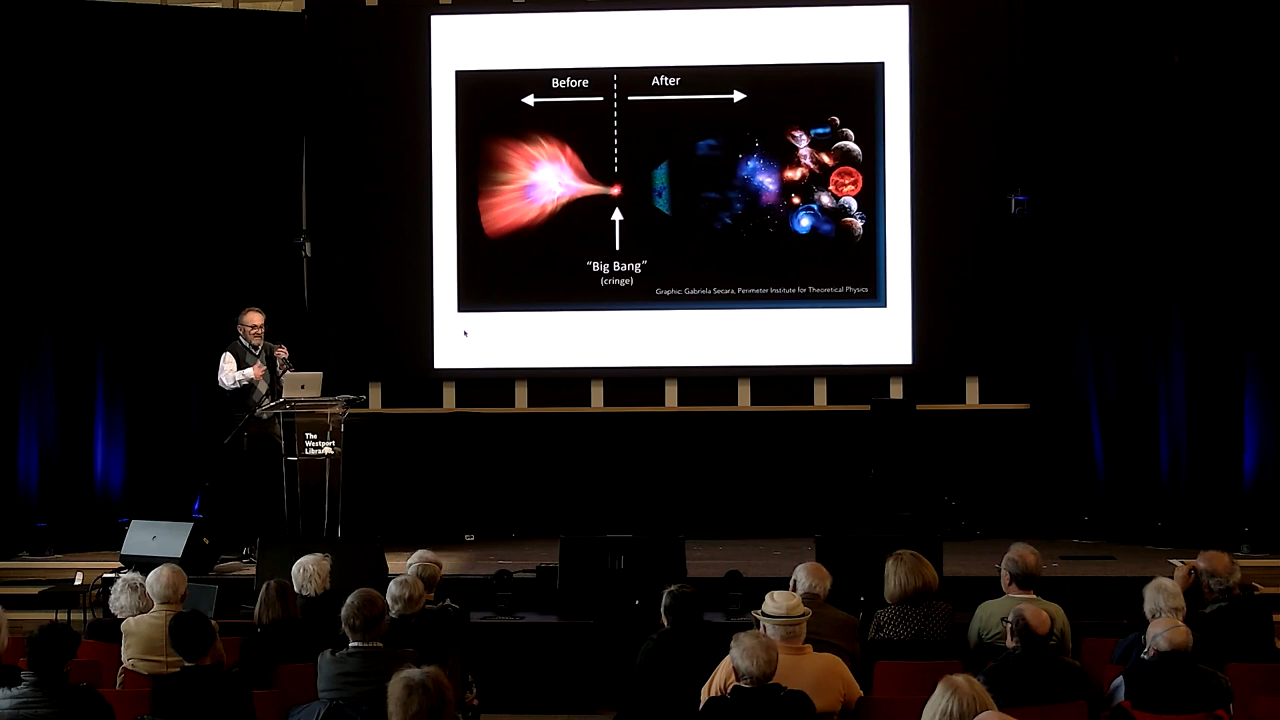 Before After
“Big Bang”
(cringe)
Graphic: Gabriela Secara, Perimeter Institute for Theoretical Physics
The
Westport
Library